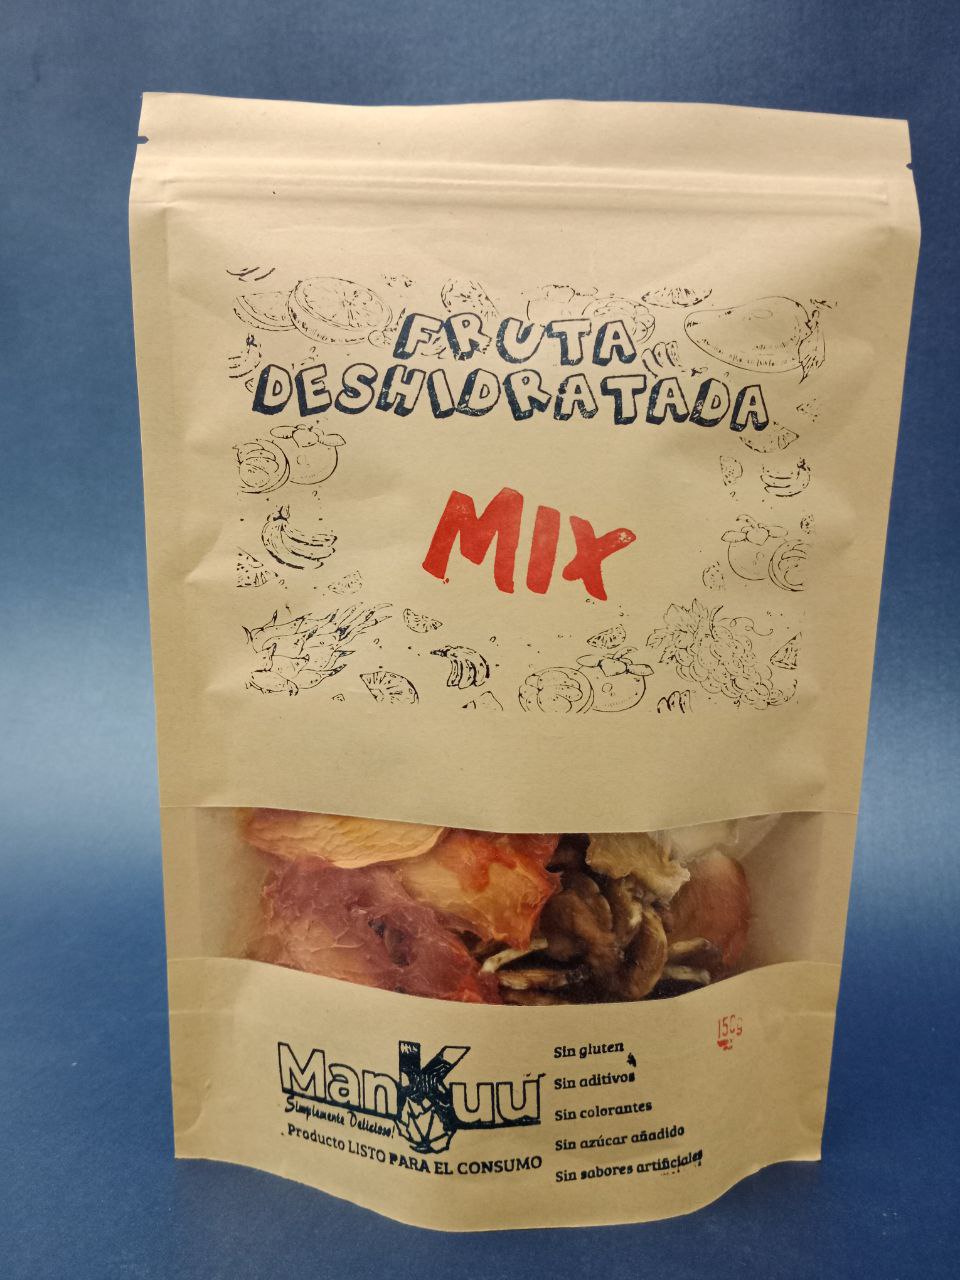 FRUTA
DESHIDRATADA
MIX
150g
ManKuu
Simplemente Delicioso!
Producto LISTO PARA EL CONSUMO
Sin gluten
Sin aditivos
Sin colorantes
Sin azúcar añadido
Sin sabores artificiales